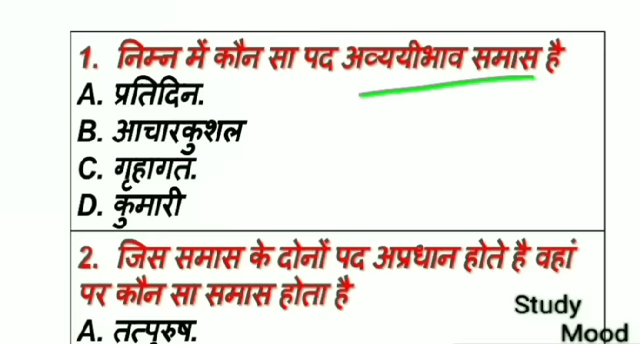 1. निम्न में कौन सा पद अव्ययीभाव समास है
A. प्रतिदिन.
B. आचारकुशल
C. गृहागत.
D. कुमारी
2. जिस समास के दोनों पद अप्रधान होते है वहां
पर कौन सा समास होता है
A. तत्पुरुष.
Study
Mood